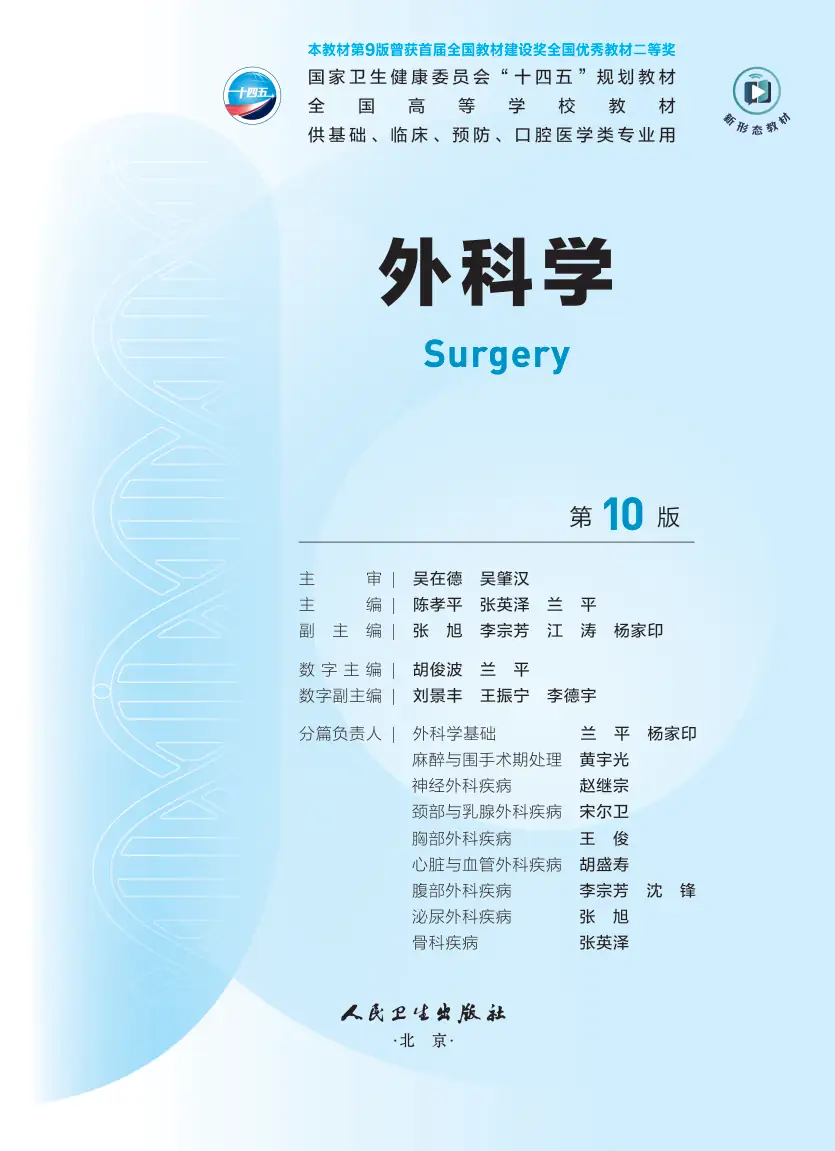 本教材第9版曾获首届全国教材建设奖全国优秀教材二等奖
国家卫生健康委员会“十四五”规划教材
全国高等学校教材
供基础、临床、预防、口腔医学类专业用
十四五
新形态教材
外科学
Surgery
第10版
主审 | 吴在德 吴肇汉
主编 | 陈孝平 张英泽 兰平
副主编 | 张旭 李宗芳 江涛 杨家印
数字主编 | 胡俊波 兰平
数字副主编 | 刘景丰 王振宁 李德宇
分篇负责人 | 外科学基础 兰平 杨家印
麻醉与围手术期处理 黄宇光
神经外科疾病 赵继宗
颈部与乳腺外科疾病 宋尔卫
胸部外科疾病 王俊
心脏与血管外科疾病 胡盛寿
腹部外科疾病 李宗芳 沈锋
泌尿外科疾病 张旭
骨科疾病 张英泽
人民卫生出版社
·北京·